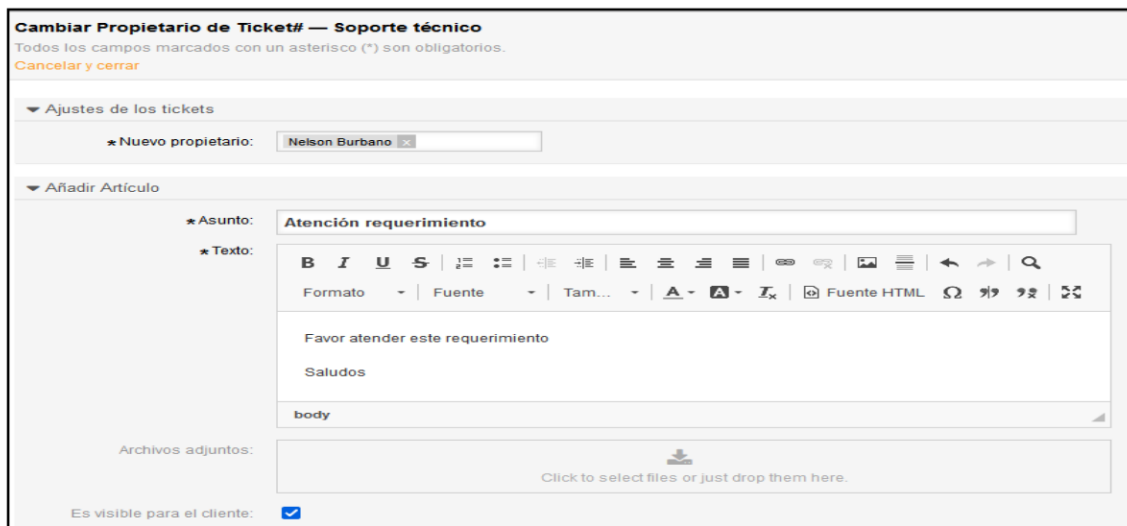 Cambiar Propietario de Ticket# — Soporte técnico
Todos los campos marcados con un asterisco (*) son obligatorios.
Cancelar y cerrar
Ajustes de los tickets
* Nuevo propietario: Nelson Burbano ×
Añadir Artículo
* Asunto: Atención requerimiento
* Texto:
B I U S
Formato Fuente Tam... A A Tx Fuente HTML Ω
Favor atender este requerimiento
Saludos
body
Archivos adjuntos:
Click to select files or just drop them here.
Es visible para el cliente: